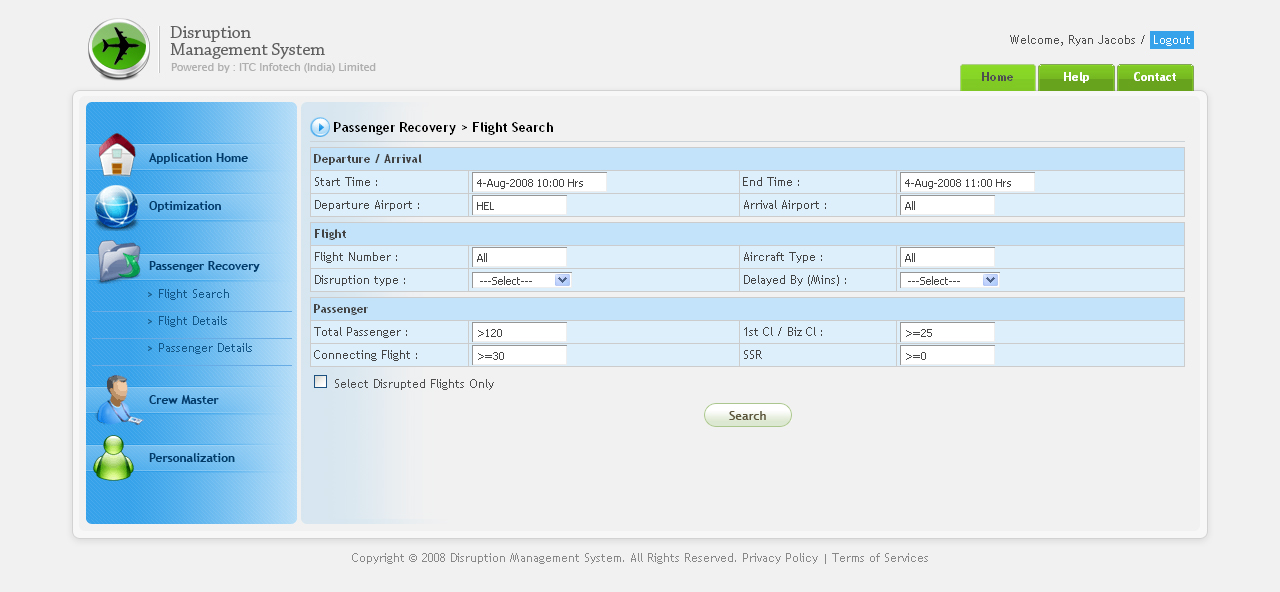 Disruption
Management System
Powered by : ITC Infotech (India) Limited
Welcome, Ryan Jacobs / Logout
Home Help Contact
Application Home
Optimization
Passenger Recovery
> Flight Search
> Flight Details
> Passenger Details
Crew Master
Personalization
Passenger Recovery > Flight Search
Departure / Arrival
Start Time : 4-Aug-2008 10:00 Hrs End Time : 4-Aug-2008 11:00 Hrs
Departure Airport : HEL Arrival Airport : All
Flight
Flight Number : All Aircraft Type : All
Disruption type : ---Select--- Delayed By (Mins) : ---Select---
Passenger
Total Passenger : >120 1st Cl / Biz Cl : >=25
Connecting Flight : >=30 SSR >=0
Select Disrupted Flights Only
Search
Copyright © 2008 Disruption Management System. All Rights Reserved. Privacy Policy | Terms of Services